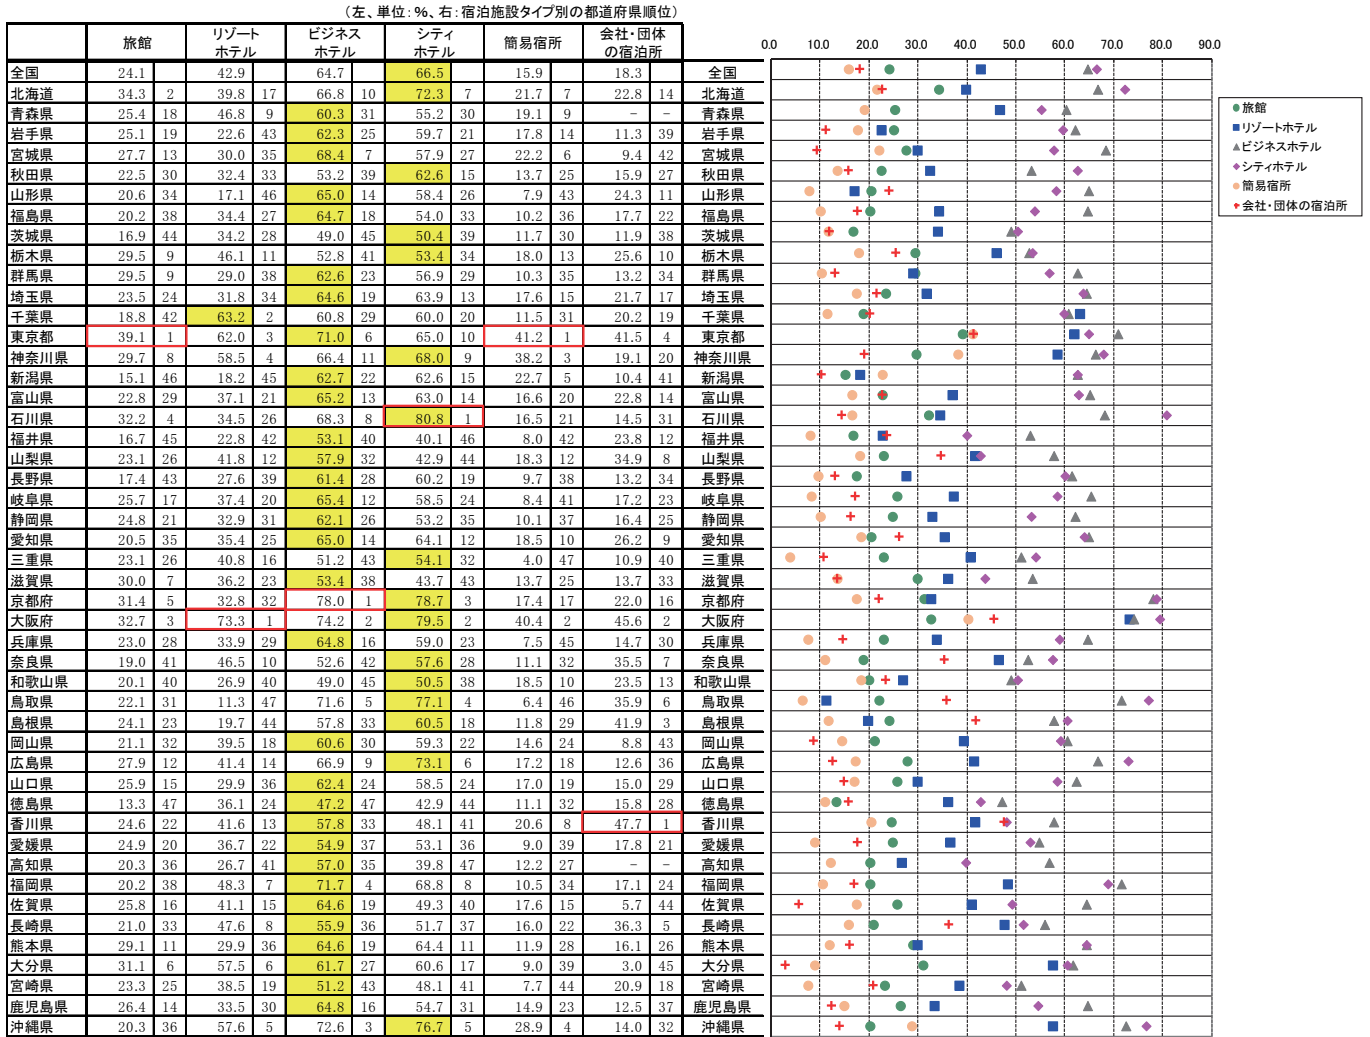 （左、単位：％、右：宿泊施設タイプ別の都道府県順位）
旅館 リゾートホテル ビジネスホテル シティホテル 簡易宿所 会社・団体の宿泊所
0.0 10.0 20.0 30.0 40.0 50.0 60.0 70.0 80.0 90.0
全国 24.1 42.9 64.7 66.5 15.9 18.3 全国
北海道 34.3 2 39.8 17 66.8 10 72.3 7 21.7 7 22.8 14 北海道
青森県 25.4 18 46.8 9 60.3 31 55.2 30 19.1 9 － － 青森県
岩手県 25.1 19 22.6 43 62.3 25 59.7 21 17.8 14 11.3 39 岩手県
宮城県 27.7 13 30.0 35 68.4 7 57.9 27 22.2 6 9.4 42 宮城県
秋田県 22.5 30 32.4 33 53.2 39 62.6 15 13.7 25 15.9 27 秋田県
山形県 20.6 34 17.1 46 65.0 14 58.4 26 7.9 43 24.3 11 山形県
福島県 20.2 38 34.4 27 64.7 18 54.0 33 10.2 36 17.7 22 福島県
茨城県 16.9 44 34.2 28 49.0 45 50.4 39 11.7 30 11.9 38 茨城県
栃木県 29.5 9 46.1 11 52.8 41 53.4 34 18.0 13 25.6 10 栃木県
群馬県 29.5 9 29.0 38 62.6 23 56.9 29 10.3 35 13.2 34 群馬県
埼玉県 23.5 24 31.8 34 64.6 19 63.9 13 17.6 15 21.7 17 埼玉県
千葉県 18.8 42 63.2 2 60.8 29 60.0 20 11.5 31 20.2 19 千葉県
東京都 39.1 1 62.0 3 71.0 6 65.0 10 41.2 1 41.5 4 東京都
神奈川県 29.7 8 58.5 4 66.4 11 68.0 9 38.2 3 19.1 20 神奈川県
新潟県 15.1 46 18.2 45 62.7 22 62.6 15 22.7 5 10.4 41 新潟県
富山県 22.8 29 37.1 21 65.2 13 63.0 14 16.6 20 22.8 14 富山県
石川県 32.2 4 34.5 26 68.3 8 80.8 1 16.5 21 14.5 31 石川県
福井県 16.7 45 22.8 42 53.1 40 40.1 46 8.0 42 23.8 12 福井県
山梨県 23.1 26 41.8 12 57.9 32 42.9 44 18.3 12 34.9 8 山梨県
長野県 17.4 43 27.6 39 61.4 28 60.2 19 9.7 38 13.2 34 長野県
岐阜県 25.7 17 37.4 20 65.4 12 58.5 24 8.4 41 17.2 23 岐阜県
静岡県 24.8 21 32.9 31 62.1 26 53.2 35 10.1 37 16.4 25 静岡県
愛知県 20.5 35 35.4 25 65.0 14 64.1 12 18.5 10 26.2 9 愛知県
三重県 23.1 26 40.8 16 51.2 43 54.1 32 4.0 47 10.9 40 三重県
滋賀県 30.0 7 36.2 23 53.4 38 43.7 43 13.7 25 13.7 33 滋賀県
京都府 31.4 5 32.8 32 78.0 1 78.7 3 17.4 17 22.0 16 京都府
大阪府 32.7 3 73.3 1 74.2 2 79.5 2 40.4 2 45.6 2 大阪府
兵庫県 23.0 28 33.9 29 64.8 16 59.0 23 7.5 45 14.7 30 兵庫県
奈良県 19.0 41 46.5 10 52.6 42 57.6 28 11.1 32 35.5 7 奈良県
和歌山県 20.1 40 26.9 40 49.0 45 50.5 38 18.5 10 23.5 13 和歌山県
鳥取県 22.1 31 11.3 47 71.6 5 77.1 4 6.4 46 35.9 6 鳥取県
島根県 24.1 23 19.7 44 57.8 33 60.5 18 11.8 29 41.9 3 島根県
岡山県 21.1 32 39.5 18 60.6 30 59.3 22 14.6 24 8.8 43 岡山県
広島県 27.9 12 41.4 14 66.9 9 73.1 6 17.2 18 12.6 36 広島県
山口県 25.9 15 29.9 36 62.4 24 58.5 24 17.0 19 15.0 29 山口県
徳島県 13.3 47 36.1 24 47.2 47 42.9 44 11.1 32 15.8 28 徳島県
香川県 24.6 22 41.6 13 57.8 33 48.1 41 20.6 8 47.7 1 香川県
愛媛県 24.9 20 36.7 22 54.9 37 53.1 36 9.0 39 17.8 21 愛媛県
高知県 20.3 36 26.7 41 57.0 35 39.8 47 12.2 27 － － 高知県
福岡県 20.2 38 48.3 7 71.7 4 68.8 8 10.5 34 17.1 24 福岡県
佐賀県 25.8 16 41.1 15 64.6 19 49.3 40 17.6 15 5.7 44 佐賀県
長崎県 21.0 33 47.6 8 55.9 36 51.7 37 16.0 22 36.3 5 長崎県
熊本県 29.1 11 29.9 36 64.6 19 64.4 11 11.9 28 16.1 26 熊本県
大分県 31.1 6 57.5 6 61.7 27 60.6 17 9.0 39 3.0 45 大分県
宮崎県 23.3 25 38.5 19 51.2 43 48.1 41 7.7 44 20.9 18 宮崎県
鹿児島県 26.4 14 33.5 30 64.8 16 54.7 31 14.9 23 12.5 37 鹿児島県
沖縄県 20.3 36 57.6 5 72.6 3 76.7 5 28.9 4 14.0 32 沖縄県
旅館
リゾートホテル
ビジネスホテル
シティホテル
簡易宿所
会社・団体の宿泊所